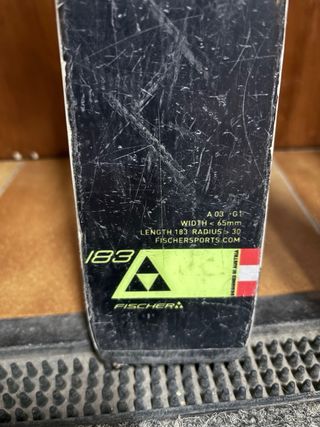 A 03 -G1
WIDTH < 65mm
LENGTH 183 RADIUS > 30
FISCHERSPORTS.COM
183
FISCHER